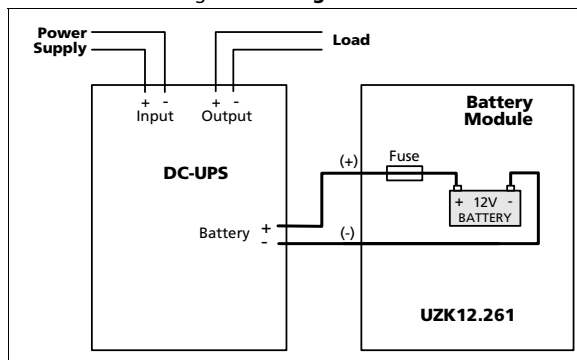 Power
Supply
Load
+ - + -
Input Output
Battery
Module
DC-UPS
(+) Fuse
+ 12V -
BATTERY
Battery + -
(-)
UZK12.261